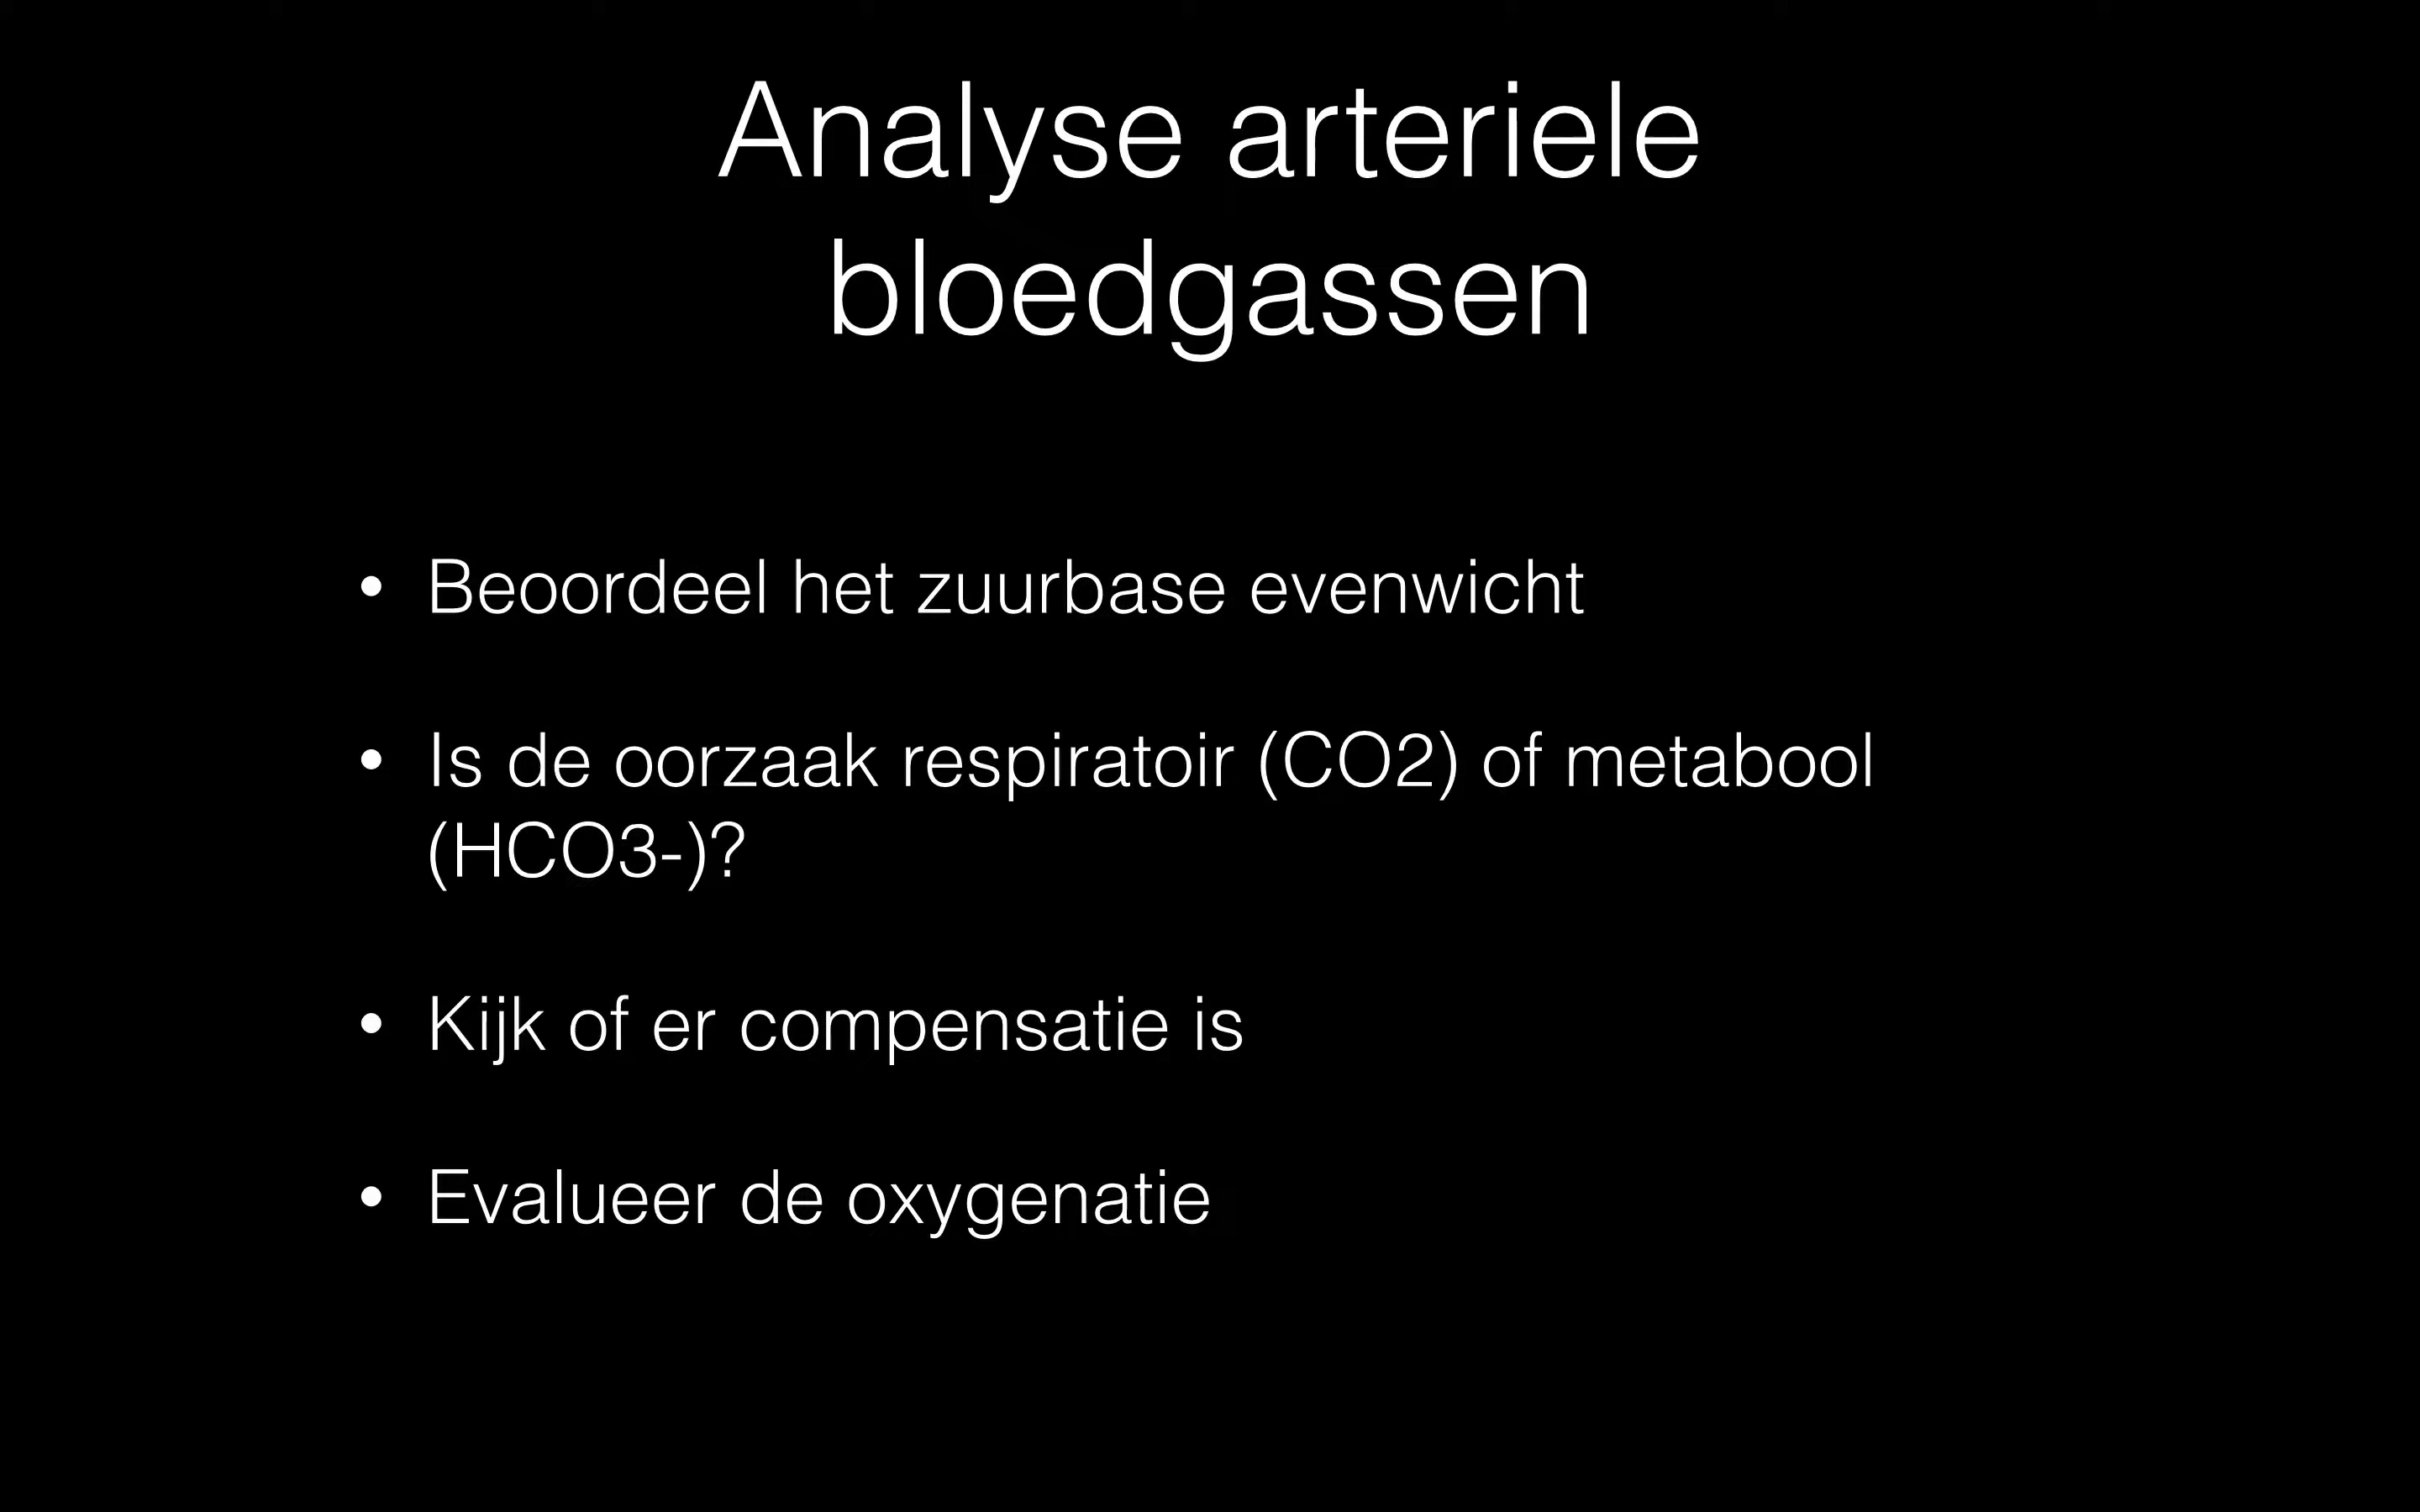 Analyse arteriele
bloedgassen
• Beoordeel het zuurbase evenwicht
• Is de oorzaak respiratoir (CO2) of metabool
(HCO3-)?
• Kijk of er compensatie is
• Evalueer de oxygenatie